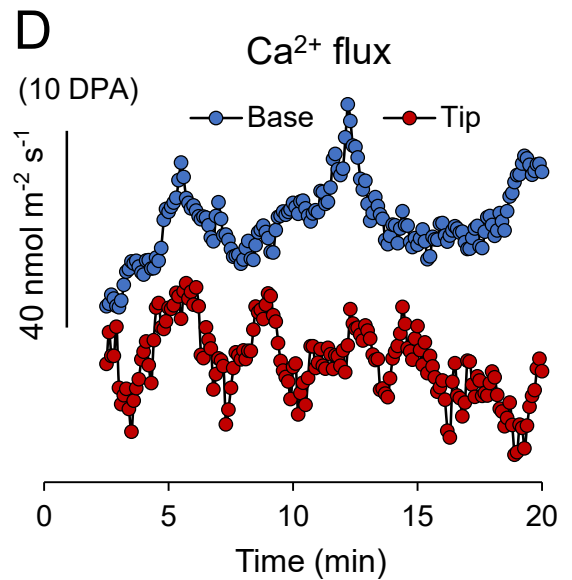 D
Ca²⁺ flux
(10 DPA)
Base
Tip
40 nmol m⁻² s⁻¹
0 5 10 15 20
Time (min)